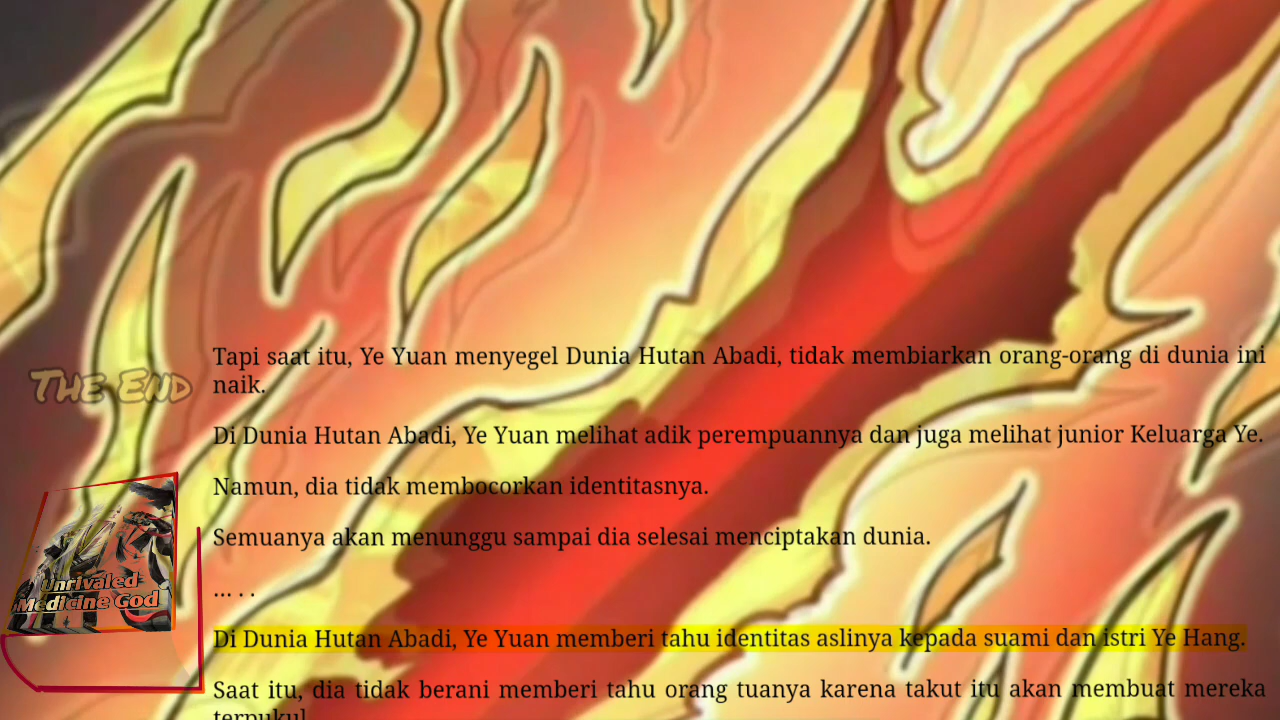 Tapi saat itu, Ye Yuan menyegel Dunia Hutan Abadi, tidak membiarkan orang-orang di dunia ini
naik.
The End
Di Dunia Hutan Abadi, Ye Yuan melihat adik perempuannya dan juga melihat junior Keluarga Ye.
Namun, dia tidak membocorkan identitasnya.
Semuanya akan menunggu sampai dia selesai menciptakan dunia.
... . .
Unrivaled
Medicine God
Di Dunia Hutan Abadi, Ye Yuan memberi tahu identitas aslinya kepada suami dan istri Ye Hang.
Saat itu, dia tidak berani memberi tahu orang tuanya karena takut itu akan membuat mereka
terpukul